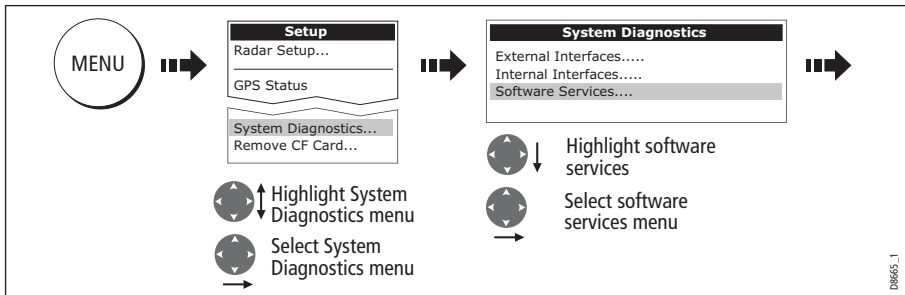 MENU
Setup
Radar Setup...
GPS Status
System Diagnostics...
Remove CF Card...
Highlight System
Diagnostics menu
Select System
Diagnostics menu
System Diagnostics
External Interfaces.....
Internal Interfaces.....
Software Services....
Highlight software
services
Select software
services menu
D8665_1